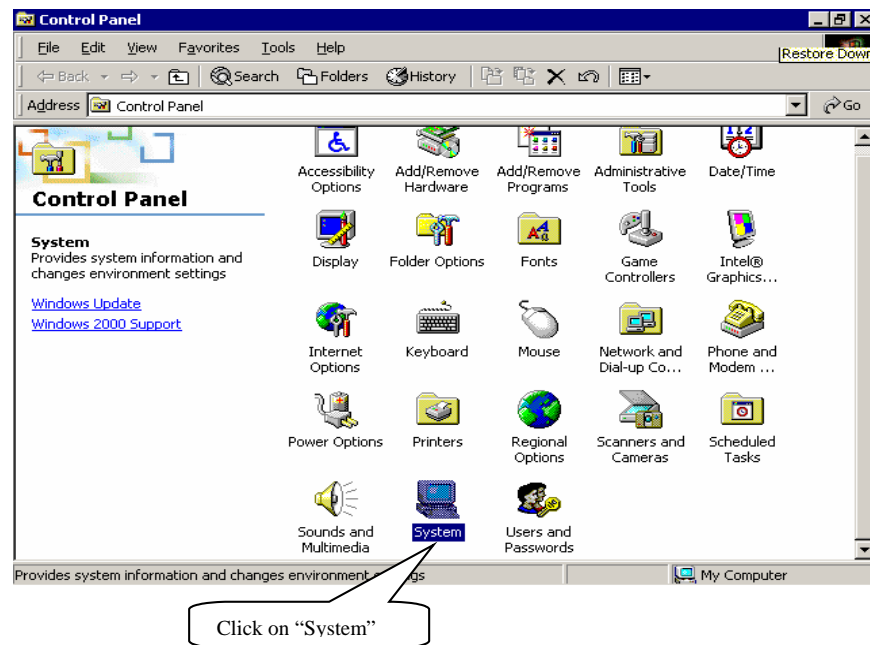 Control Panel
File Edit View Favorites Tools Help
Restore Down
Back Search Folders History
Address Control Panel Go
Control Panel
System
Provides system information and
changes environment settings
Windows Update
Windows 2000 Support
Accessibility
Options
Add/Remove
Hardware
Add/Remove
Programs
Administrative
Tools
Date/Time
Display
Folder Options
Fonts
Game
Controllers
Intel®
Graphics...
Internet
Options
Keyboard
Mouse
Network and
Dial-up Co...
Phone and
Modem ...
Power Options
Printers
Regional
Options
Scanners and
Cameras
Scheduled
Tasks
Sounds and
Multimedia
System
Users and
Passwords
Provides system information and changes environment
My Computer
Click on “System”